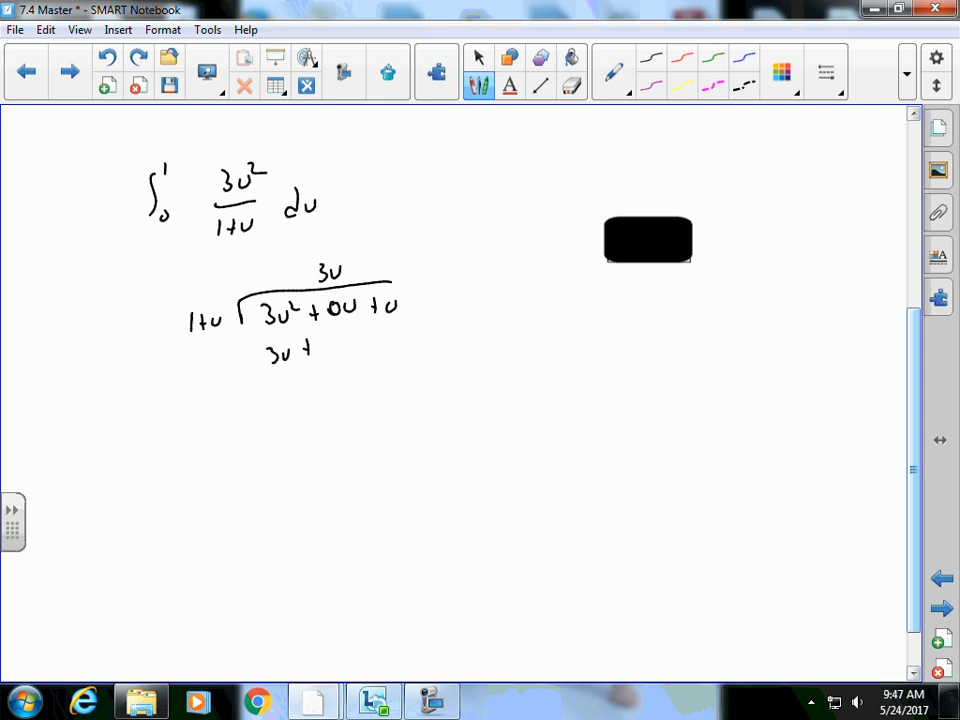 7.4 Master * - SMART Notebook
File Edit View Insert Format Tools Help
∫₀¹ 3u²/(1+u) du
3u
1+u 3u² + 0u + u
3u +
9:47 AM
5/24/2017